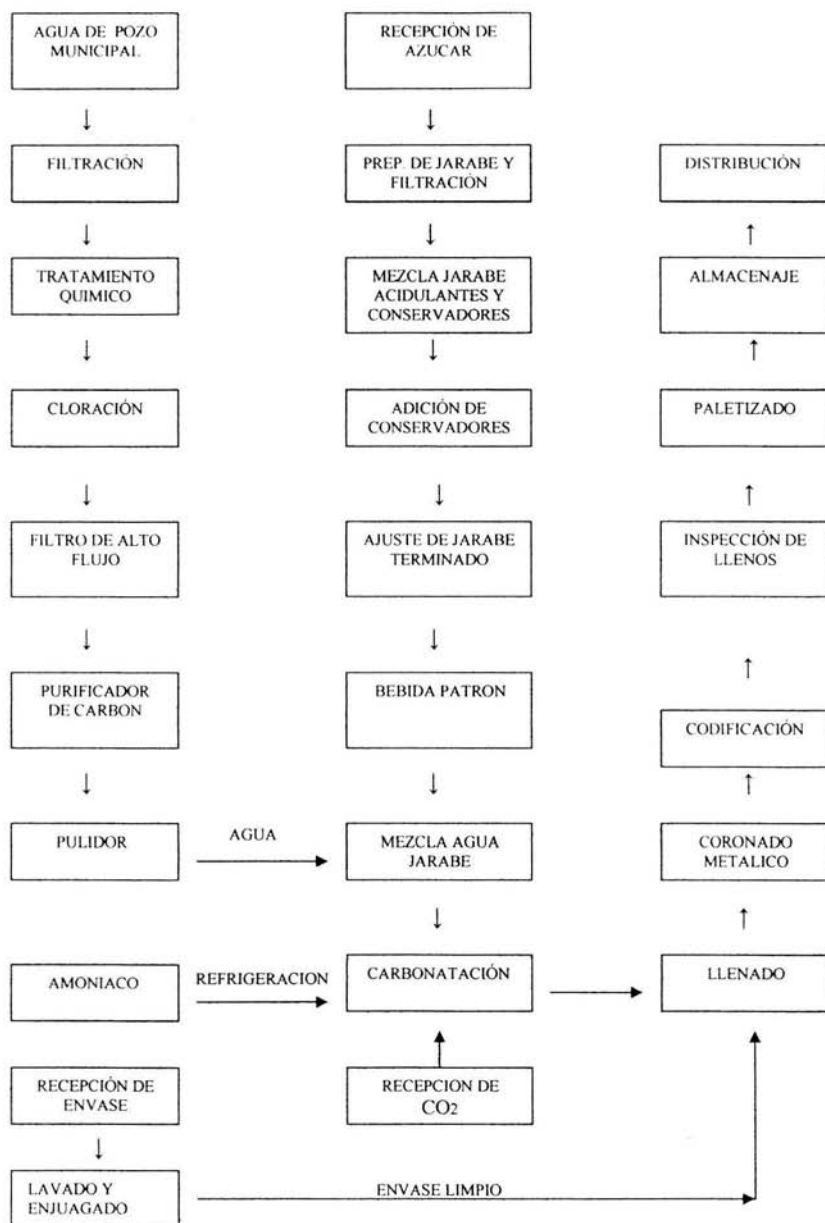 AGUA DE POZO
MUNICIPAL
FILTRACIÓN
TRATAMIENTO
QUIMICO
CLORACIÓN
FILTRO DE ALTO
FLUJO
PURIFICADOR
DE CARBON
PULIDOR
AGUA
AMONIACO
REFRIGERACION
RECEPCIÓN DE
ENVASE
LAVADO Y
ENJUAGADO
ENVASE LIMPIO
RECEPCIÓN DE
AZUCAR
PREP. DE JARABE Y
FILTRACIÓN
MEZCLA JARABE
ACIDULANTES Y
CONSERVADORES
ADICIÓN DE
CONSERVADORES
AJUSTE DE JARABE
TERMINADO
BEBIDA PATRON
MEZCLA AGUA
JARABE
CARBONATACIÓN
RECEPCION DE
CO2
DISTRIBUCIÓN
ALMACENAJE
PALETIZADO
INSPECCIÓN DE
LLENOS
CODIFICACIÓN
CORONADO
METALICO
LLENADO